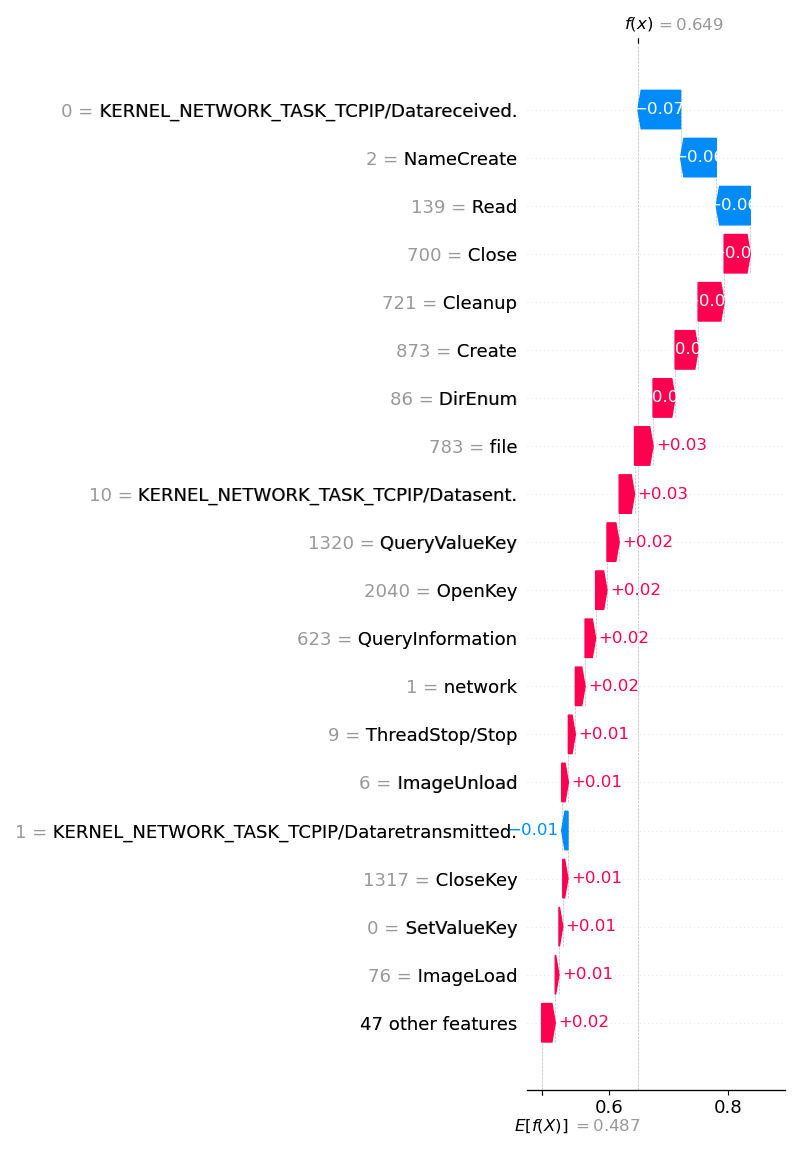 f(x) = 0.649
0 = KERNEL_NETWORK_TASK_TCPIP/Datareceived. −0.07
2 = NameCreate −0.06
139 = Read −0.06
700 = Close
721 = Cleanup
873 = Create
86 = DirEnum
783 = file +0.03
10 = KERNEL_NETWORK_TASK_TCPIP/Datasent. +0.03
1320 = QueryValueKey +0.02
2040 = OpenKey +0.02
623 = QueryInformation +0.02
1 = network +0.02
9 = ThreadStop/Stop +0.01
6 = ImageUnload +0.01
1 = KERNEL_NETWORK_TASK_TCPIP/Dataretransmitted. −0.01
1317 = CloseKey +0.01
0 = SetValueKey +0.01
76 = ImageLoad +0.01
47 other features +0.02
0.6 0.8
E[f(X)] = 0.487